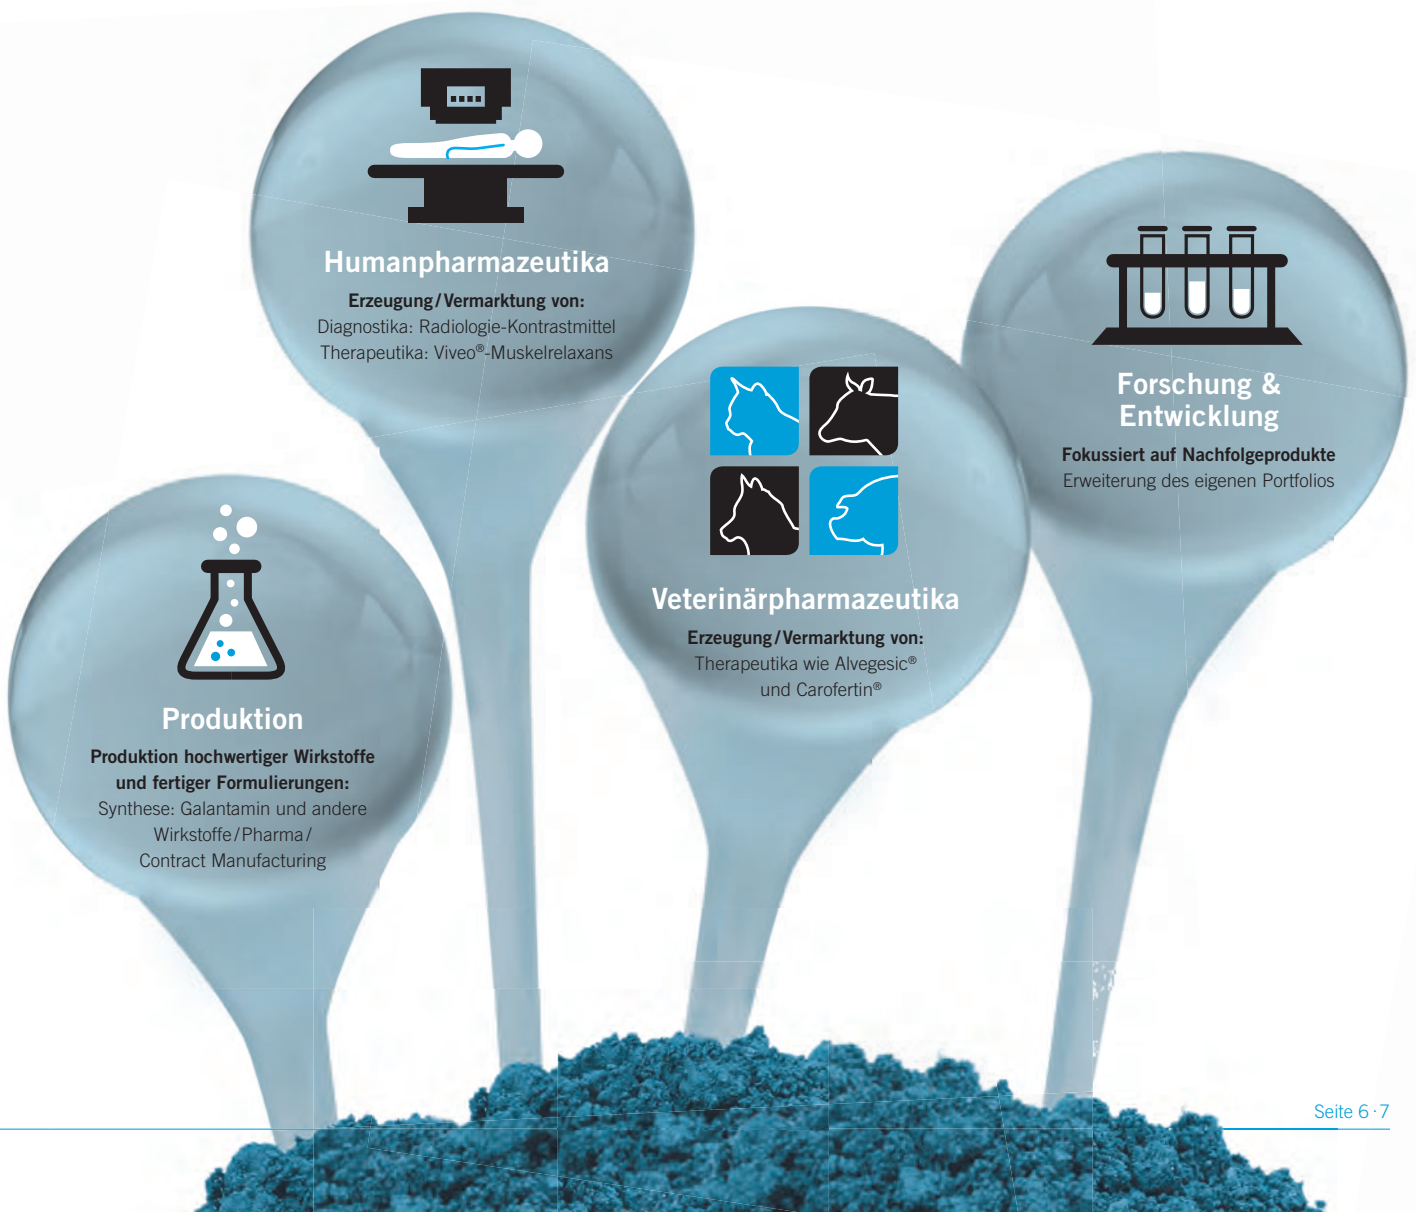 Humanpharmazeutika
Erzeugung/Vermarktung von:
Diagnostika: Radiologie-Kontrastmittel
Therapeutika: Viveo®-Muskelrelaxans
Forschung &
Entwicklung
Fokussiert auf Nachfolgeprodukte
Erweiterung des eigenen Portfolios
Veterinärpharmazeutika
Erzeugung/Vermarktung von:
Therapeutika wie Alvegesic®
und Carofertin®
Produktion
Produktion hochwertiger Wirkstoffe
und fertiger Formulierungen:
Synthese: Galantamin und andere
Wirkstoffe/Pharma/
Contract Manufacturing
Seite 6·7